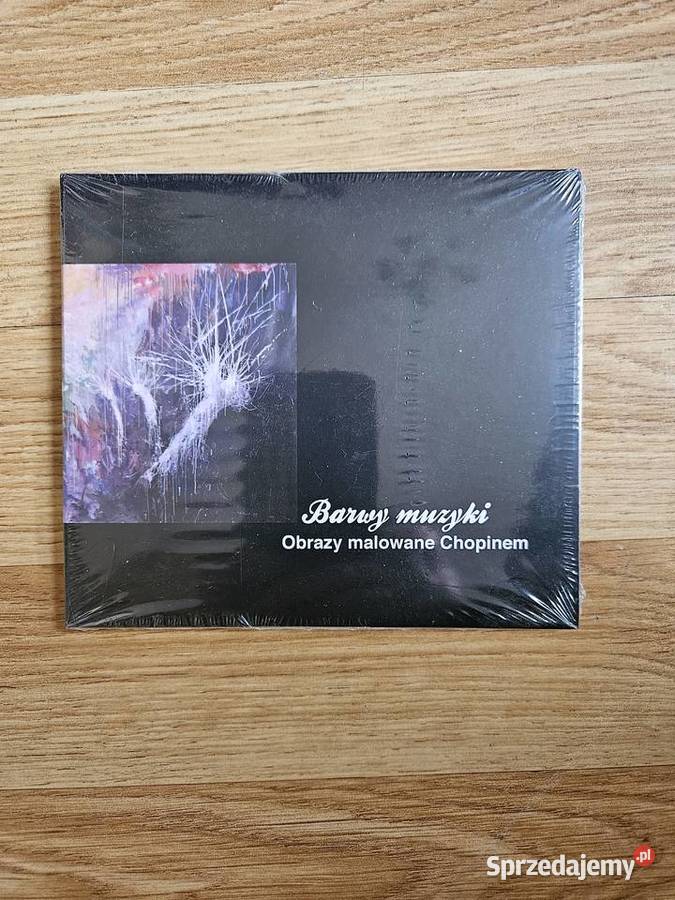 Barwy muzyki
Obrazy malowane Chopinem
Sprzedajemy.pl